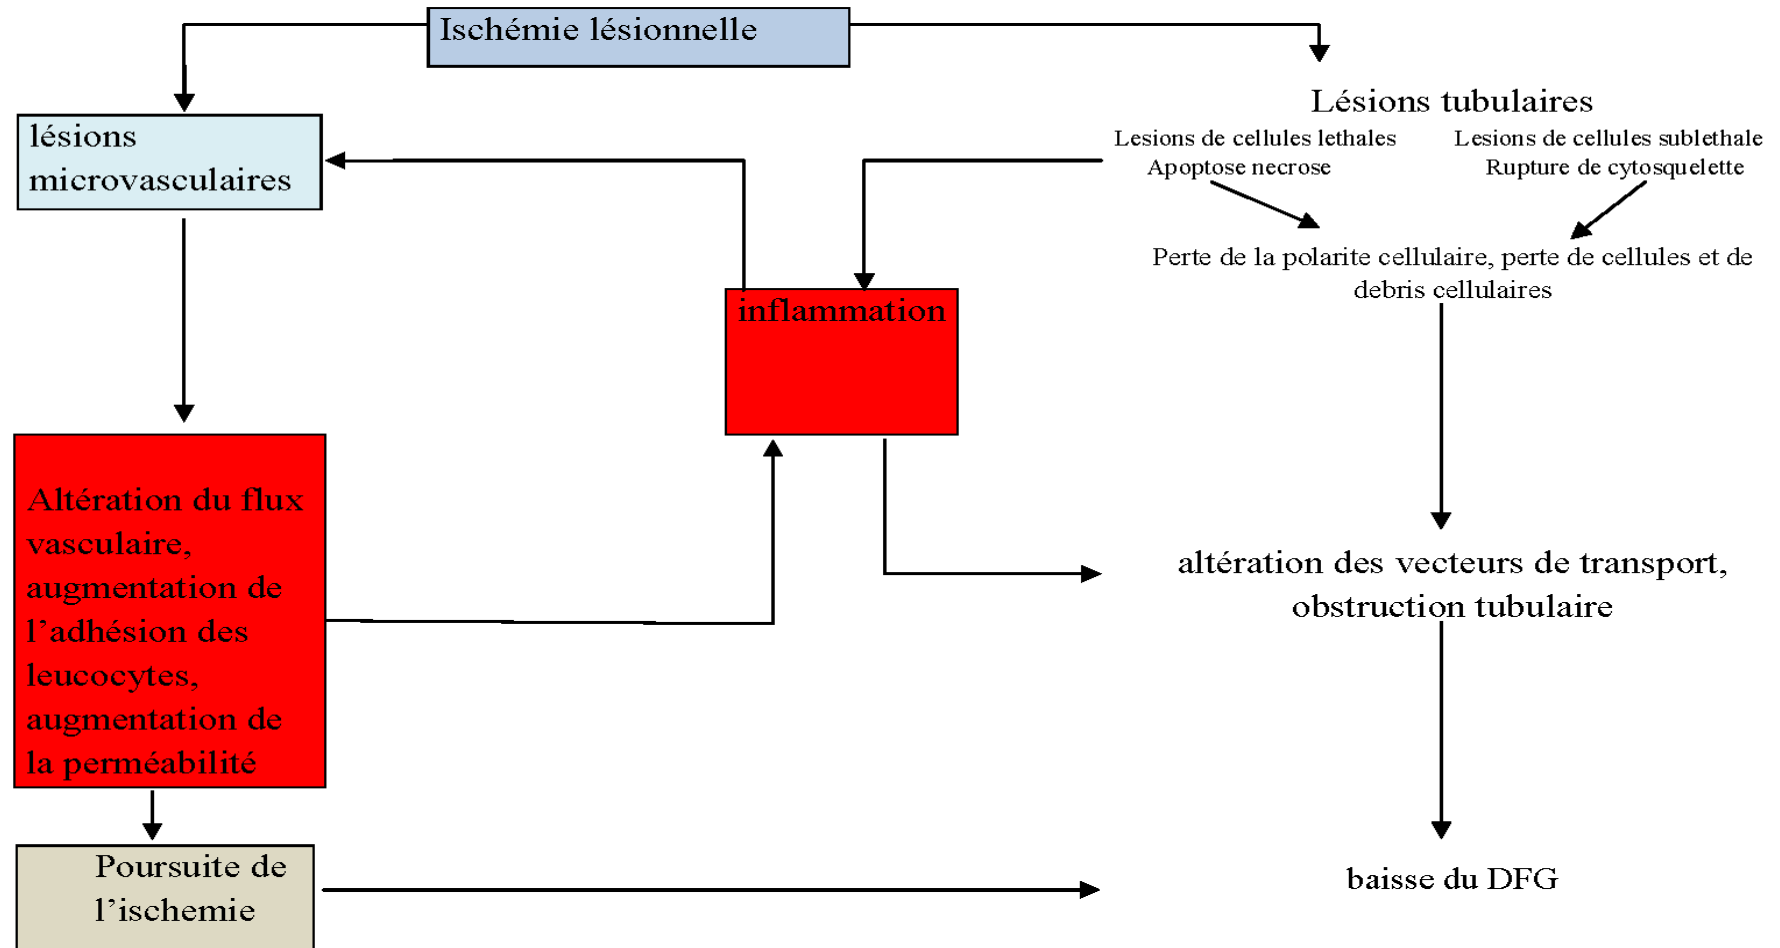 Ischémie lésionnelle
lésions
microvasculaires
Lésions tubulaires
Lesions de cellules lethales
Apoptose necrose
Lesions de cellules sublethale
Rupture de cytosquelette
Perte de la polarite cellulaire, perte de cellules et de
debris cellulaires
inflammation
Altération du flux
vasculaire,
augmentation de
l’adhésion des
leucocytes,
augmentation de
la perméabilité
altération des vecteurs de transport,
obstruction tubulaire
Poursuite de
l’ischemie
baisse du DFG